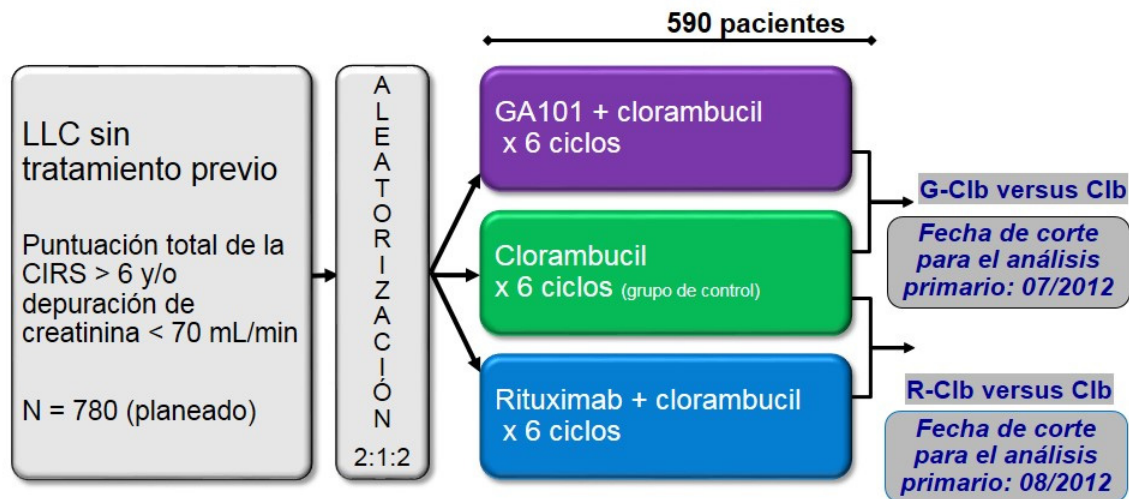 590 pacientes
LLC sin
tratamiento previo
Puntuación total de la
CIRS > 6 y/o
depuración de
creatinina < 70 mL/min
N = 780 (planeado)
ALEATORIZACIÓN
2:1:2
GA101 + clorambucil
x 6 ciclos
Clorambucil
x 6 ciclos (grupo de control)
Rituximab + clorambucil
x 6 ciclos
G-Clb versus Clb
Fecha de corte
para el análisis
primario: 07/2012
R-Clb versus Clb
Fecha de corte
para el análisis
primario: 08/2012